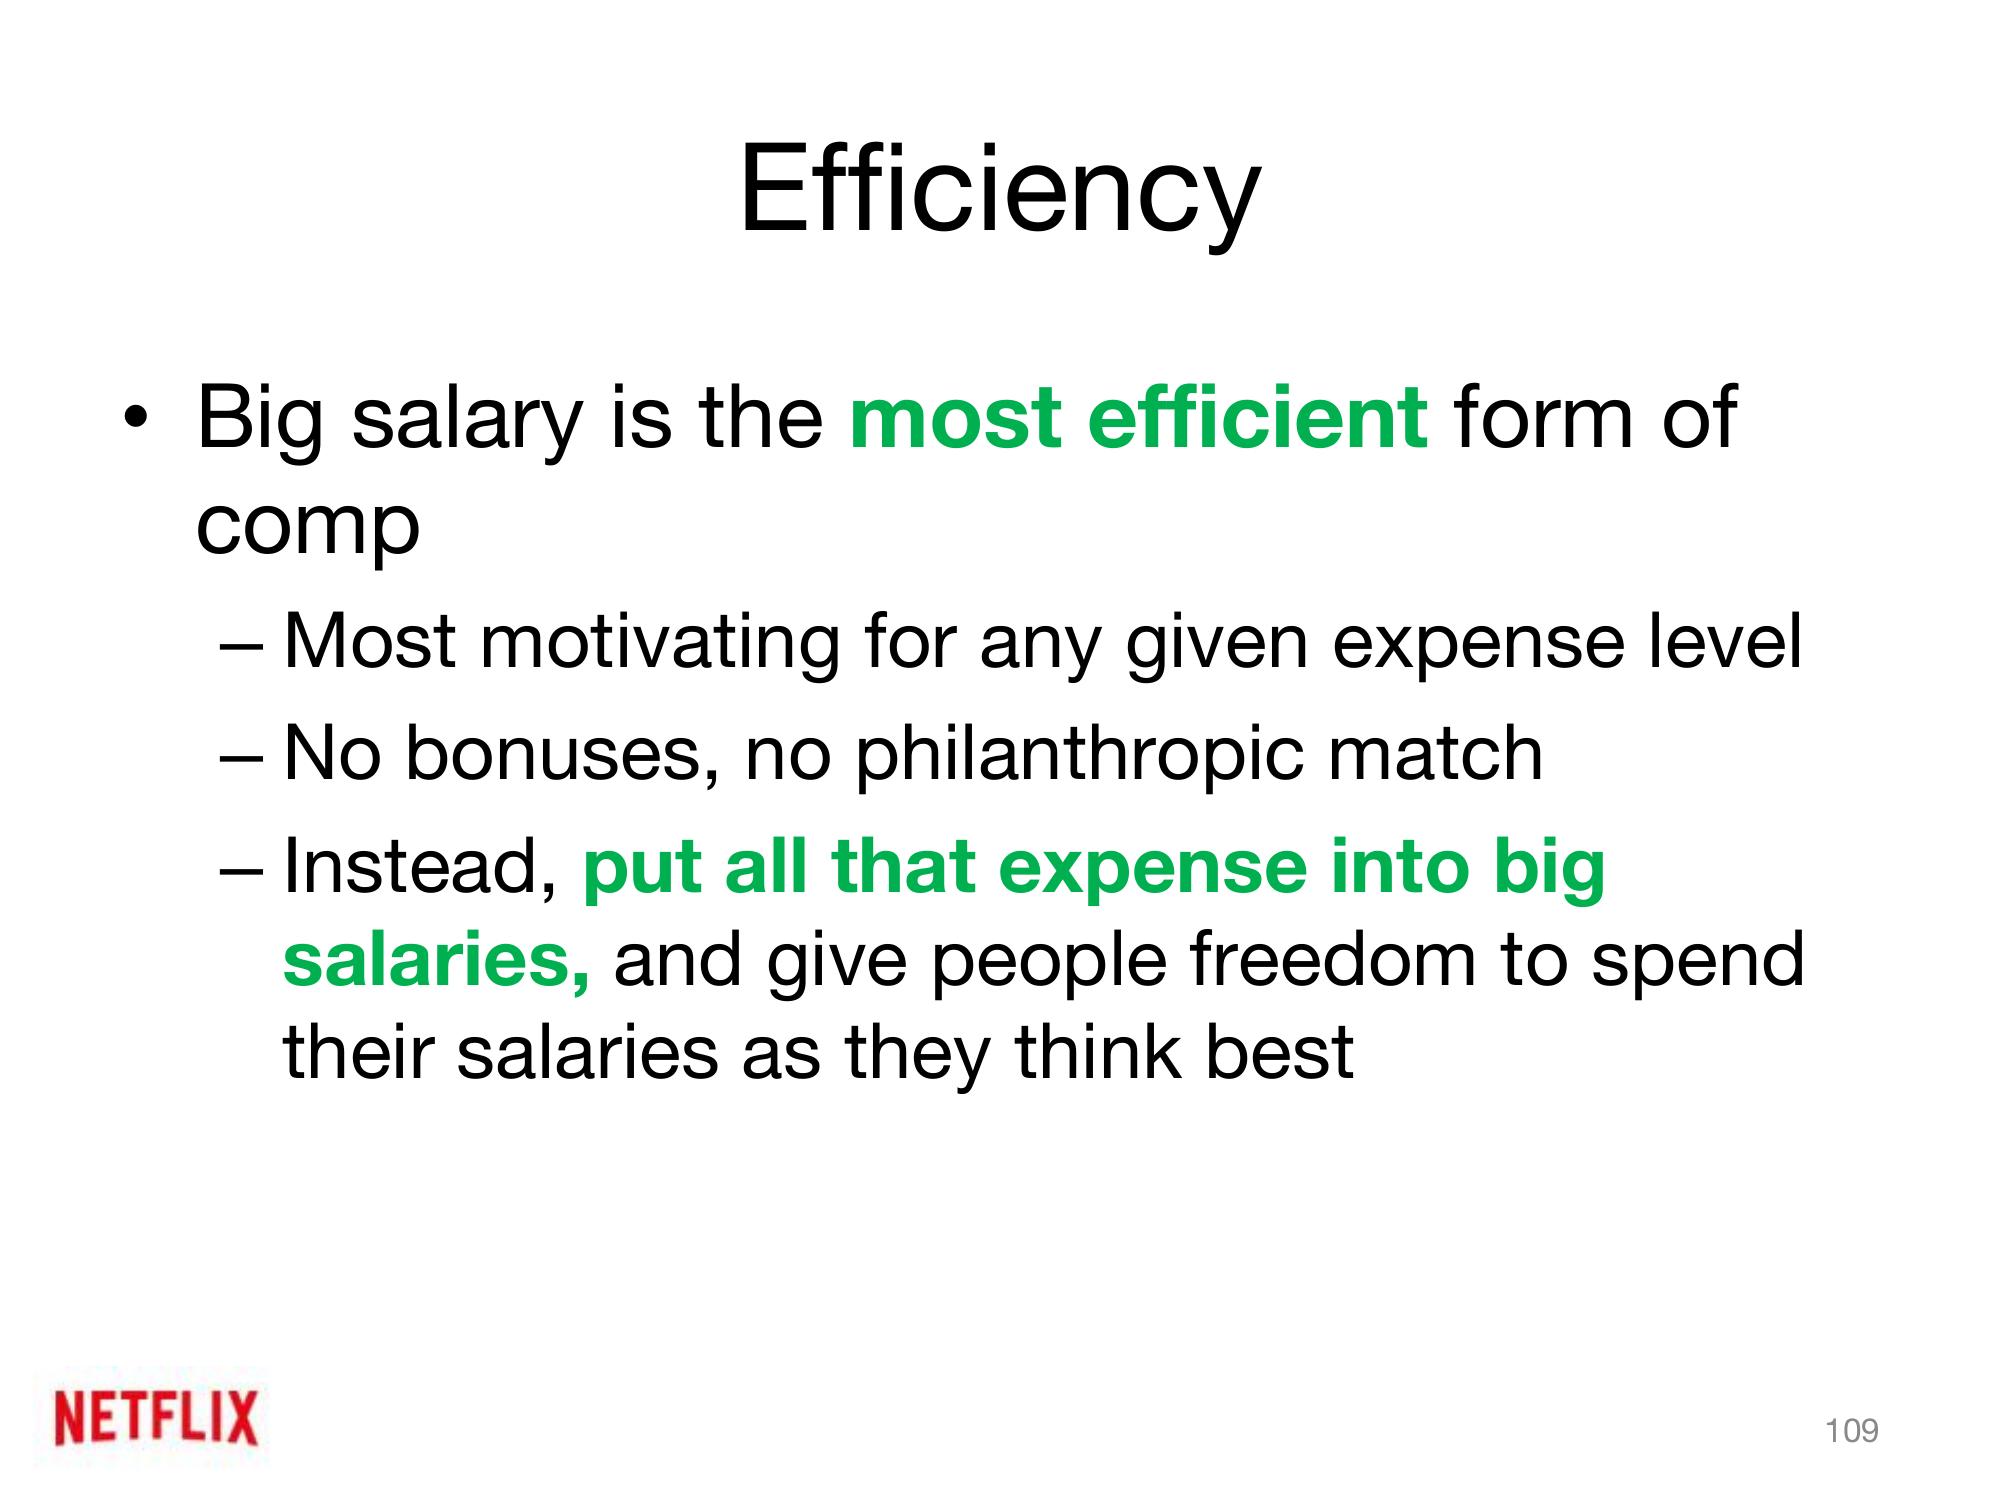 Efficiency
• Big salary is the most efficient form of
comp
– Most motivating for any given expense level
– No bonuses, no philanthropic match
– Instead, put all that expense into big
salaries, and give people freedom to spend
their salaries as they think best
NETFLIX
109